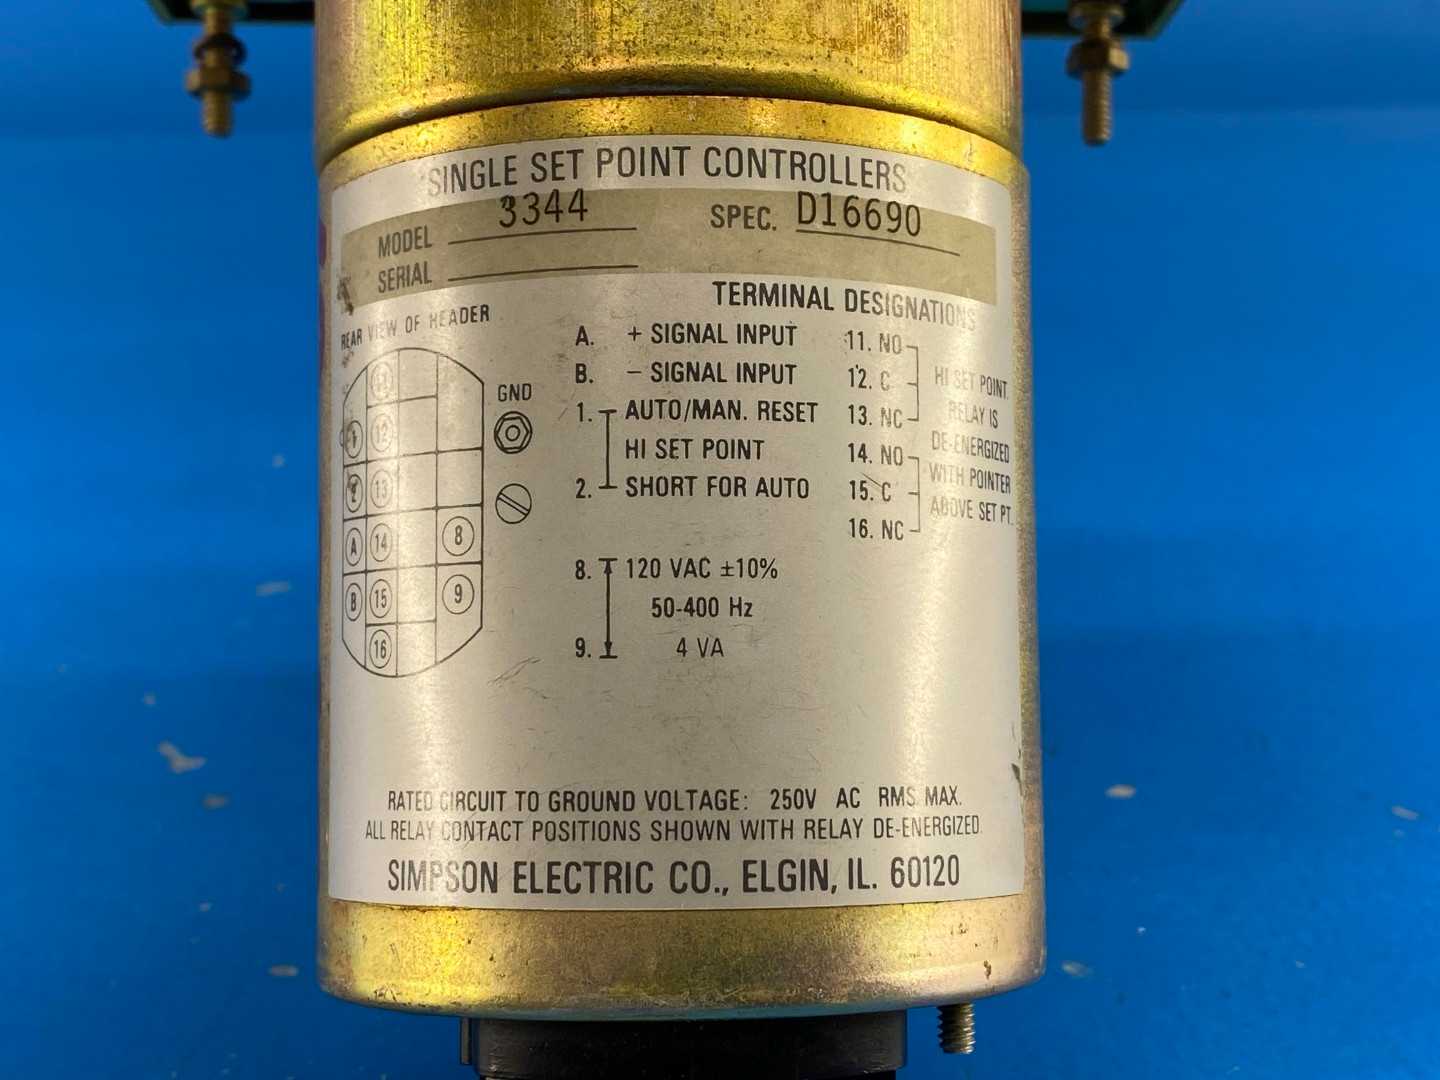 SINGLE SET POINT CONTROLLERS
MODEL 3344 SPEC. D16690
SERIAL
REAR VIEW OF HEADER
TERMINAL DESIGNATIONS
GND
11
1 12
2 13
A 14 8
B 15 9
16
A. + SIGNAL INPUT
B. – SIGNAL INPUT
1. AUTO/MAN. RESET
HI SET POINT
2. SHORT FOR AUTO
8. 120 VAC ±10%
50-400 Hz
9. 4 VA
11. NO
12. C
13. NC
14. NO
15. C
16. NC
HI SET POINT
RELAY IS
DE-ENERGIZED
WITH POINTER
ABOVE SET PT.
RATED CIRCUIT TO GROUND VOLTAGE: 250V AC RMS MAX.
ALL RELAY CONTACT POSITIONS SHOWN WITH RELAY DE-ENERGIZED.
SIMPSON ELECTRIC CO., ELGIN, IL. 60120